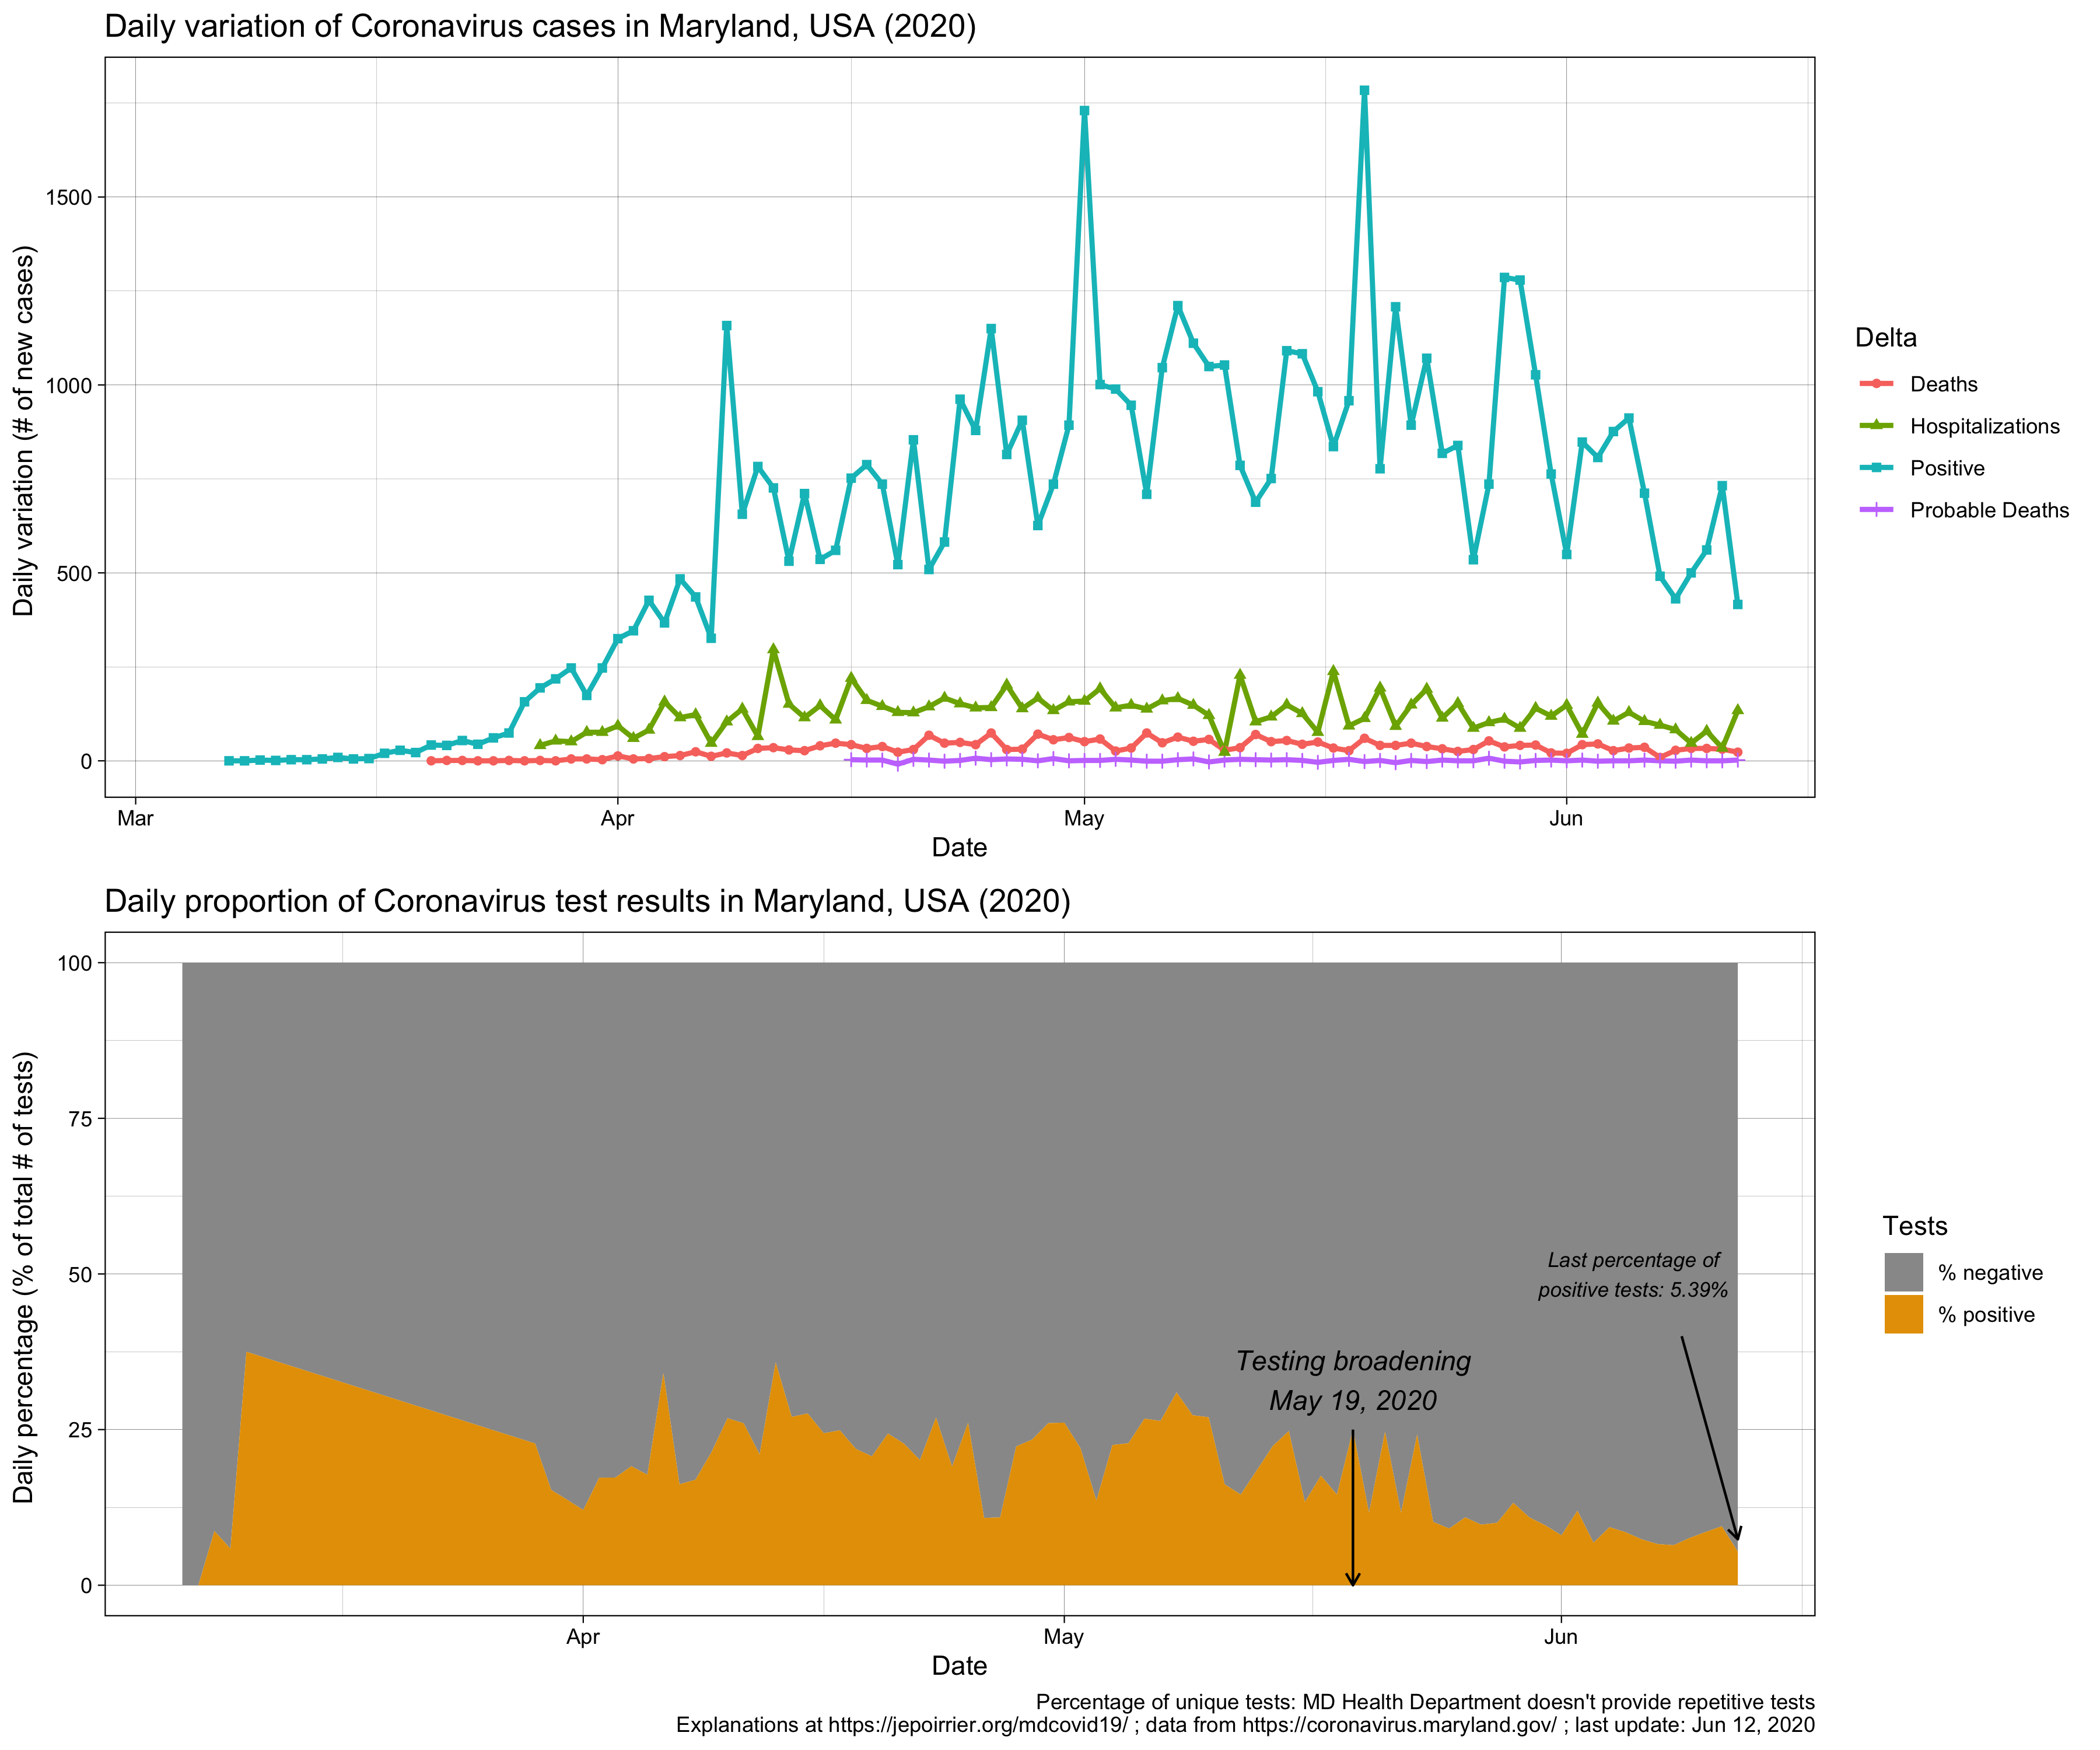 Daily variation of Coronavirus cases in Maryland, USA (2020)
Daily variation (# of new cases)
1500
1000
500
0
Mar
Apr
May
Jun
Date
Delta
Deaths
Hospitalizations
Positive
Probable Deaths
Daily proportion of Coronavirus test results in Maryland, USA (2020)
Daily percentage (% of total # of tests)
100
75
50
25
0
Last percentage of
positive tests: 5.39%
Testing broadening
May 19, 2020
Apr
May
Jun
Date
Tests
% negative
% positive
Percentage of unique tests: MD Health Department doesn't provide repetitive tests
Explanations at https://jepoirrier.org/mdcovid19/ ; data from https://coronavirus.maryland.gov/ ; last update: Jun 12, 2020